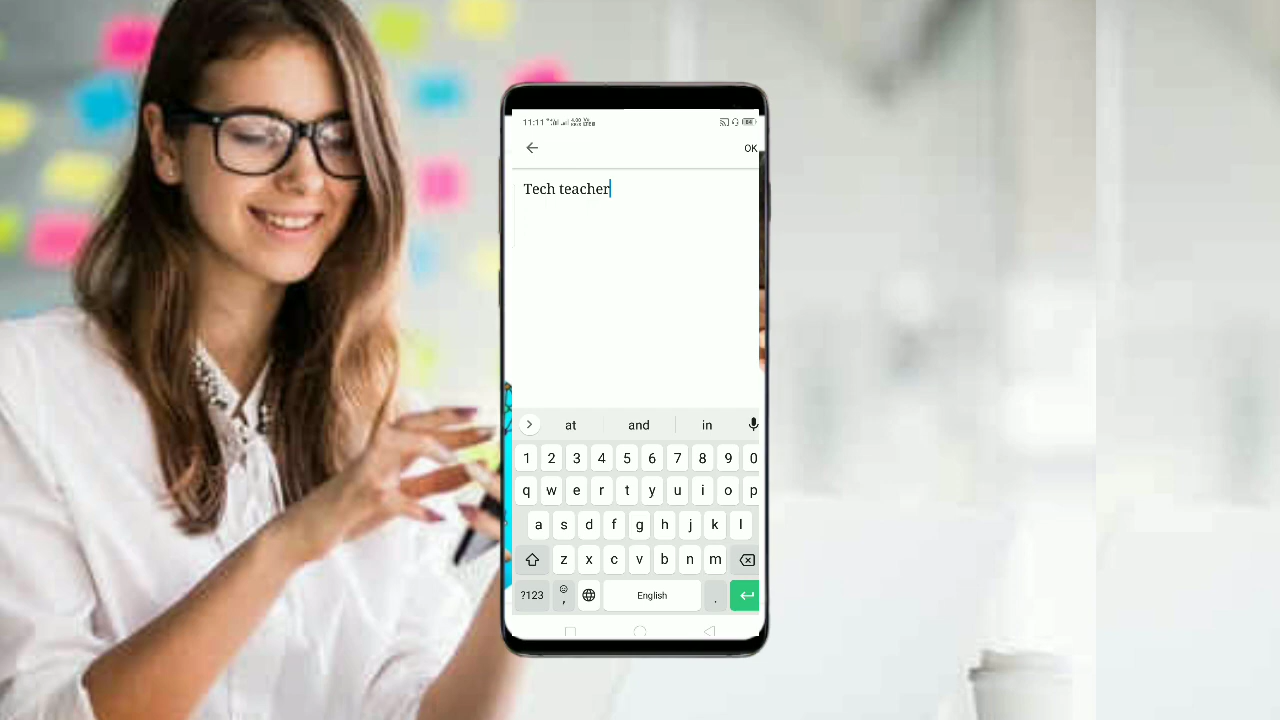 11:11
OK
Tech teacher
at and in
1 2 3 4 5 6 7 8 9 0
q w e r t y u i o p
a s d f g h j k l
z x c v b n m
?123 , English .